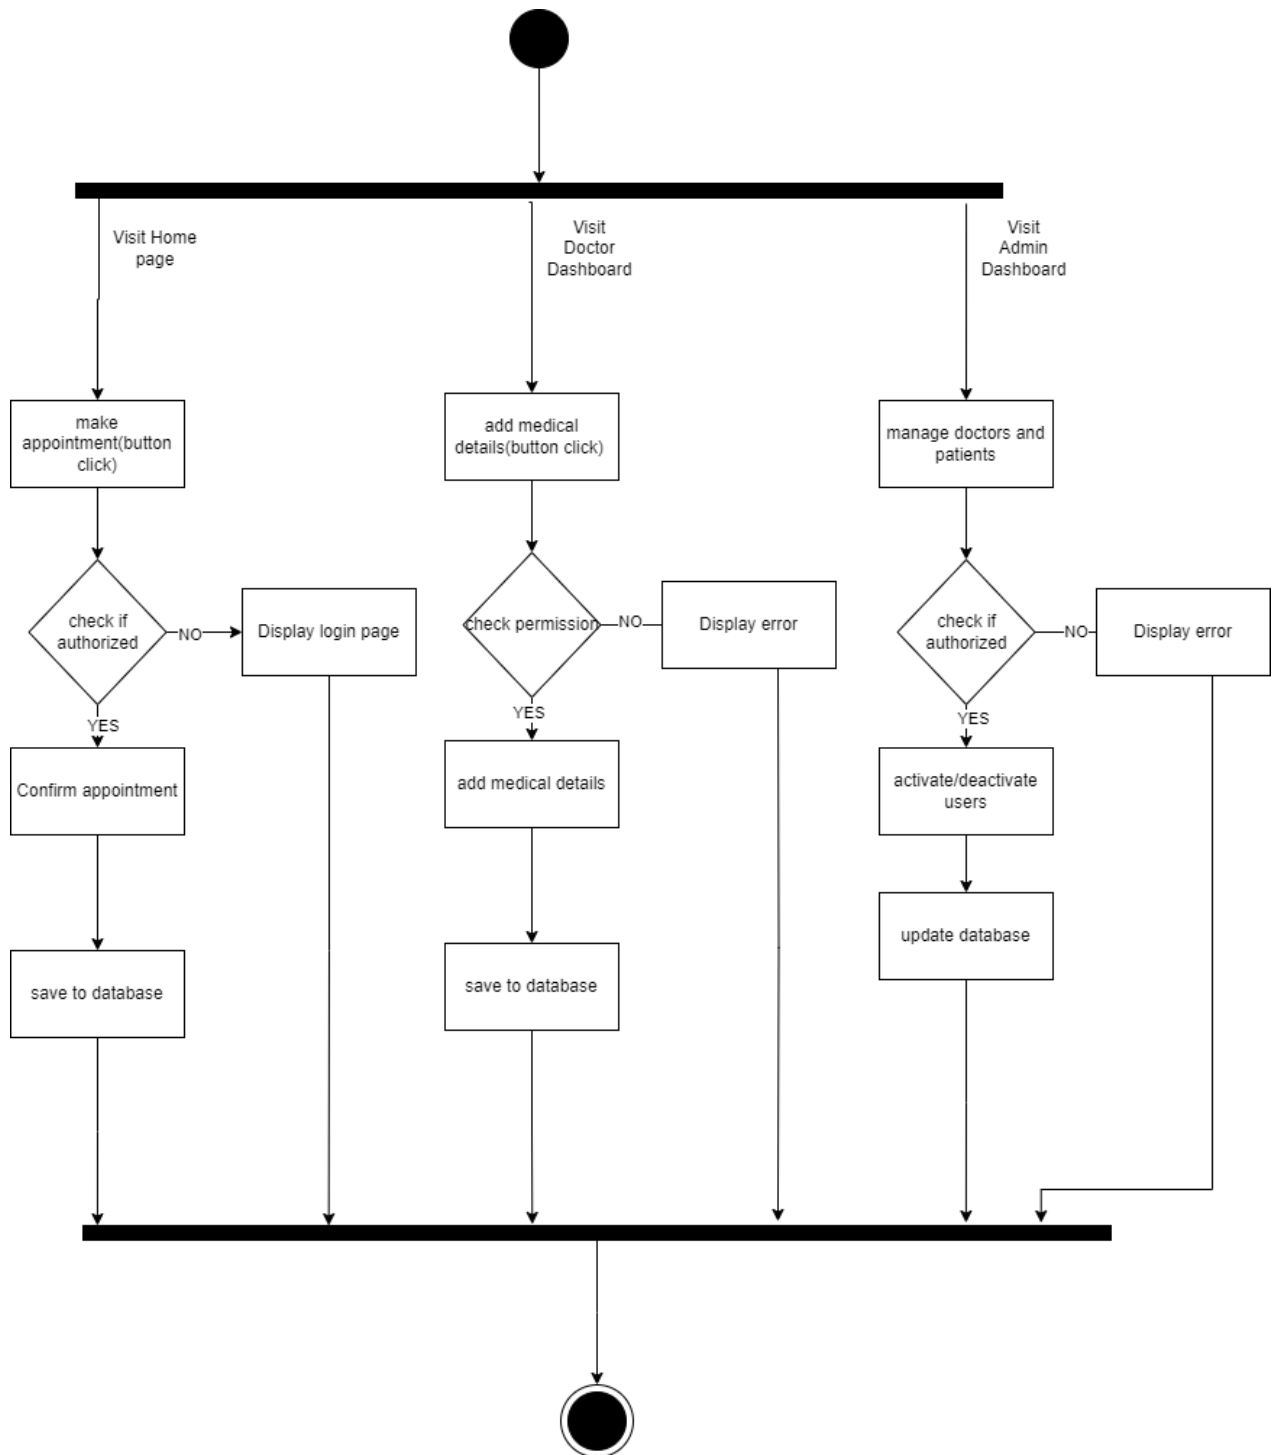 Visit Home
page
Visit
Doctor
Dashboard
Visit
Admin
Dashboard
make
appointment(button
click)
add medical
details(button click)
manage doctors and
patients
check if
authorized
NO
Display login page
check permission
NO
Display error
check if
authorized
NO
Display error
YES
YES
YES
Confirm appointment
add medical details
activate/deactivate
users
save to database
save to database
update database